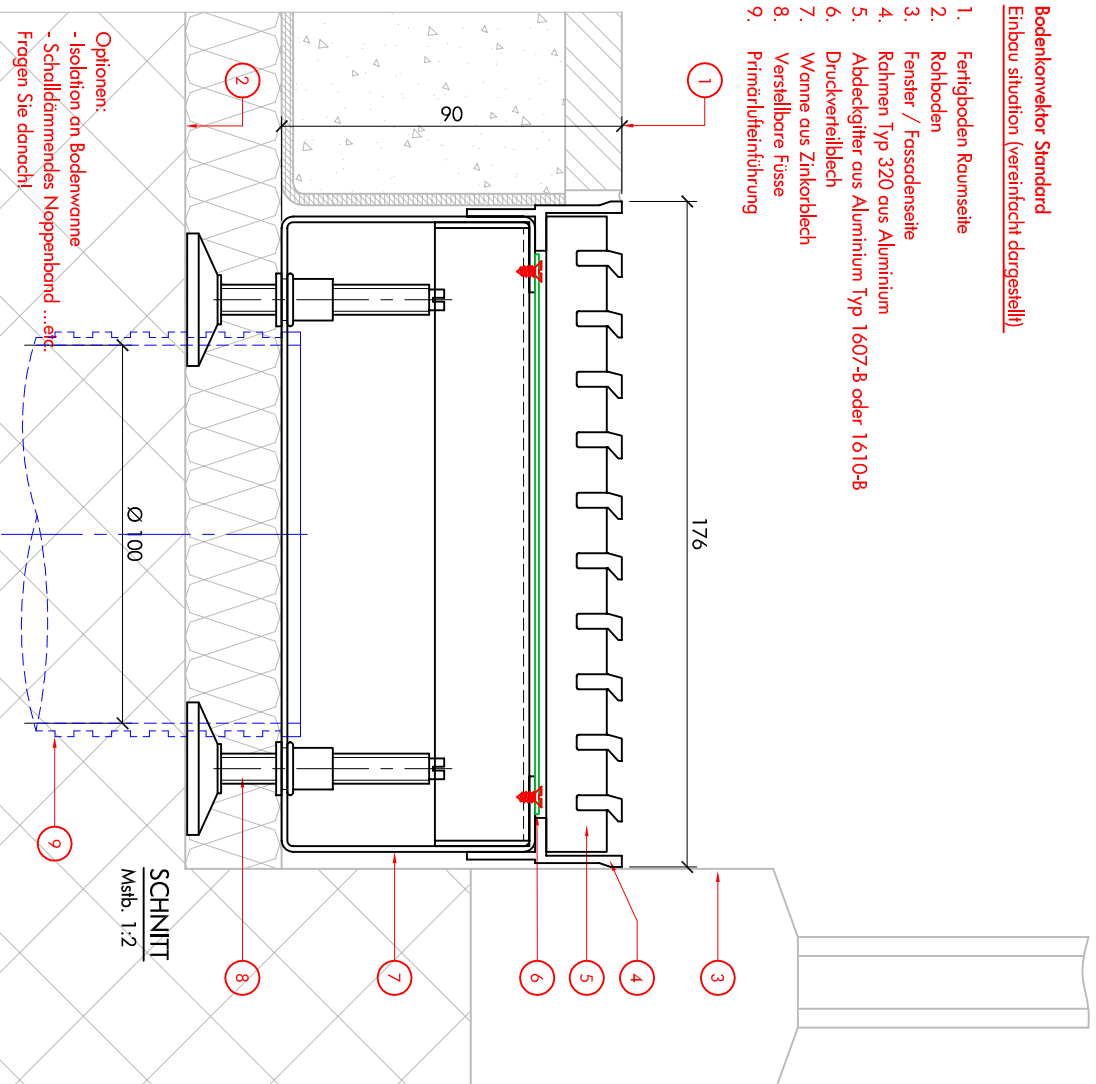 Bodenkonvektor Standard
Einbau situation (vereinfacht dargestellt)
1. Fertigboden Raumseite
2. Rohboden
3. Fenster / Fassadenseite
4. Rahmen Typ 320 aus Aluminium
5. Abdeckgitter aus Aluminium Typ 1607-B oder 1610-B
6. Druckverteilblech
7. Wanne aus Zinkorblech
8. Verstellbare Füsse
9. Primärlufteinführung
1
176
3
90
4
5
6
2
7
8
Ø 100
9
SCHNITT
Mstb. 1:2
Optionen:
- Isolation an Bodenwanne
- Schalldämmendes Noppenband ...etc.
Fragen Sie danach!